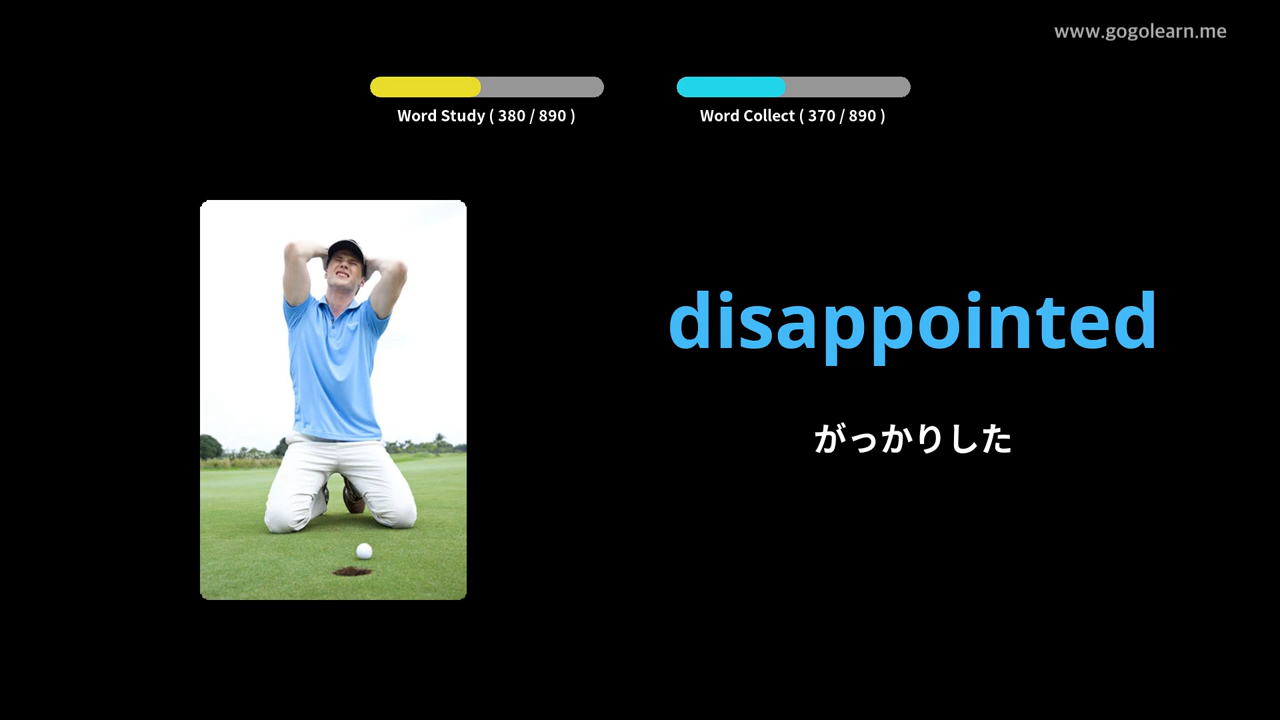 www.gogolearn.me
Word Study ( 380 / 890 )
Word Collect ( 370 / 890 )
disappointed
がっかりした